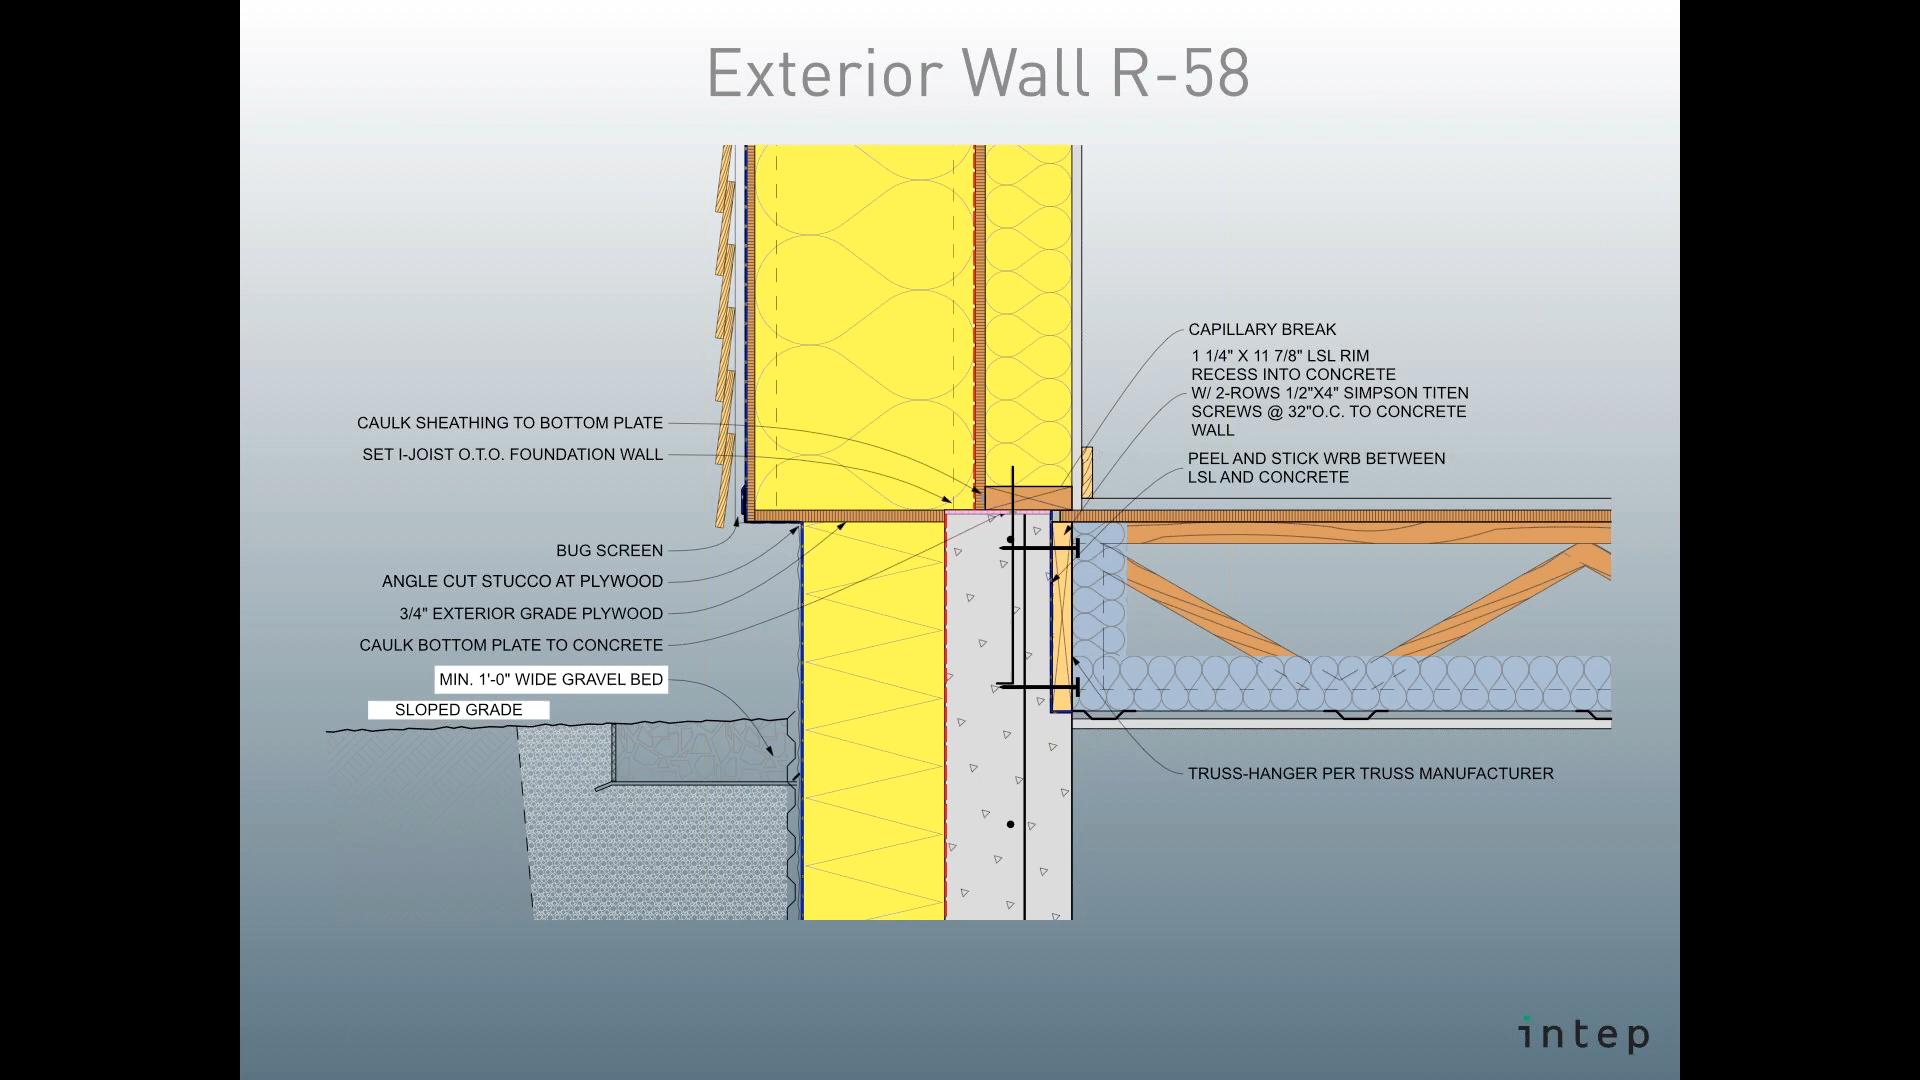 Exterior Wall R-58
CAPILLARY BREAK
1 1/4" X 11 7/8" LSL RIM
RECESS INTO CONCRETE
W/ 2-ROWS 1/2"X4" SIMPSON TITEN
SCREWS @ 32"O.C. TO CONCRETE
WALL
PEEL AND STICK WRB BETWEEN
LSL AND CONCRETE
CAULK SHEATHING TO BOTTOM PLATE
SET I-JOIST O.T.O. FOUNDATION WALL
BUG SCREEN
ANGLE CUT STUCCO AT PLYWOOD
3/4" EXTERIOR GRADE PLYWOOD
CAULK BOTTOM PLATE TO CONCRETE
MIN. 1'-0" WIDE GRAVEL BED
SLOPED GRADE
TRUSS-HANGER PER TRUSS MANUFACTURER
intep